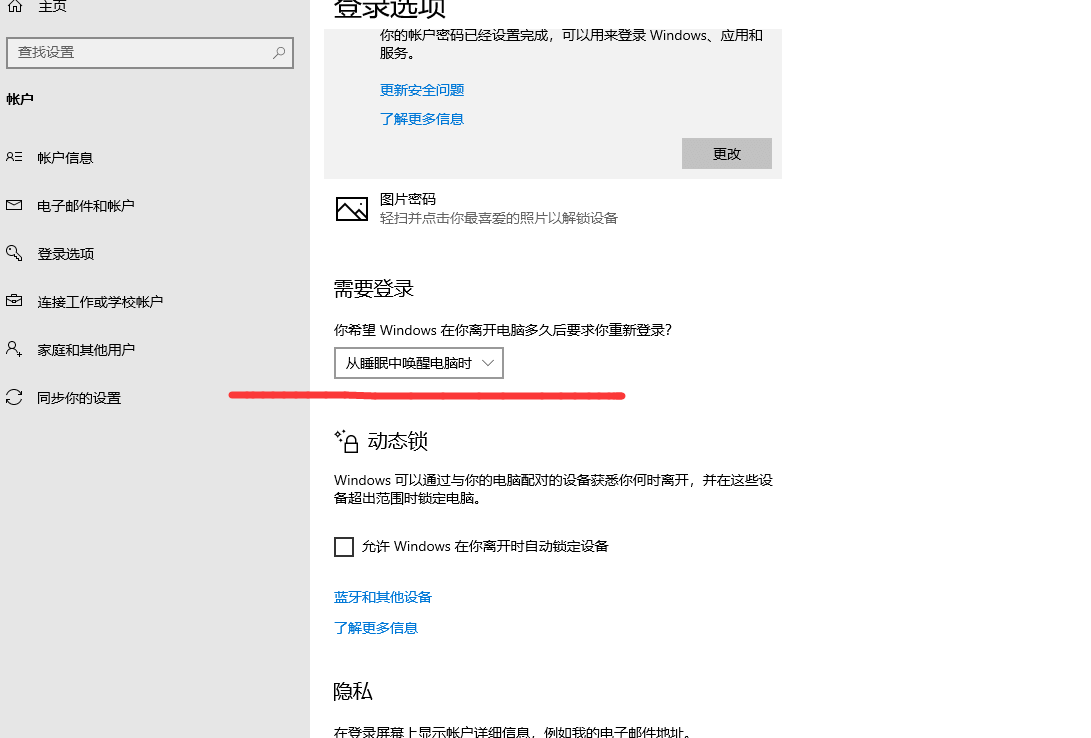 主页
查找设置
帐户
帐户信息
电子邮件和帐户
登录选项
连接工作或学校帐户
家庭和其他用户
同步你的设置
登录选项
你的帐户密码已经设置完成，可以用来登录 Windows、应用和
服务。
更新安全问题
了解更多信息
更改
图片密码
轻扫并点击你最喜爱的照片以解锁设备
需要登录
你希望 Windows 在你离开电脑多久后要求你重新登录？
从睡眠中唤醒电脑时
动态锁
Windows 可以通过与你的电脑配对的设备获悉你何时离开，并在这些设
备超出范围时锁定电脑。
允许 Windows 在你离开时自动锁定设备
蓝牙和其他设备
了解更多信息
隐私
在登录屏幕上显示帐户详细信息，例如我的电子邮件地址。